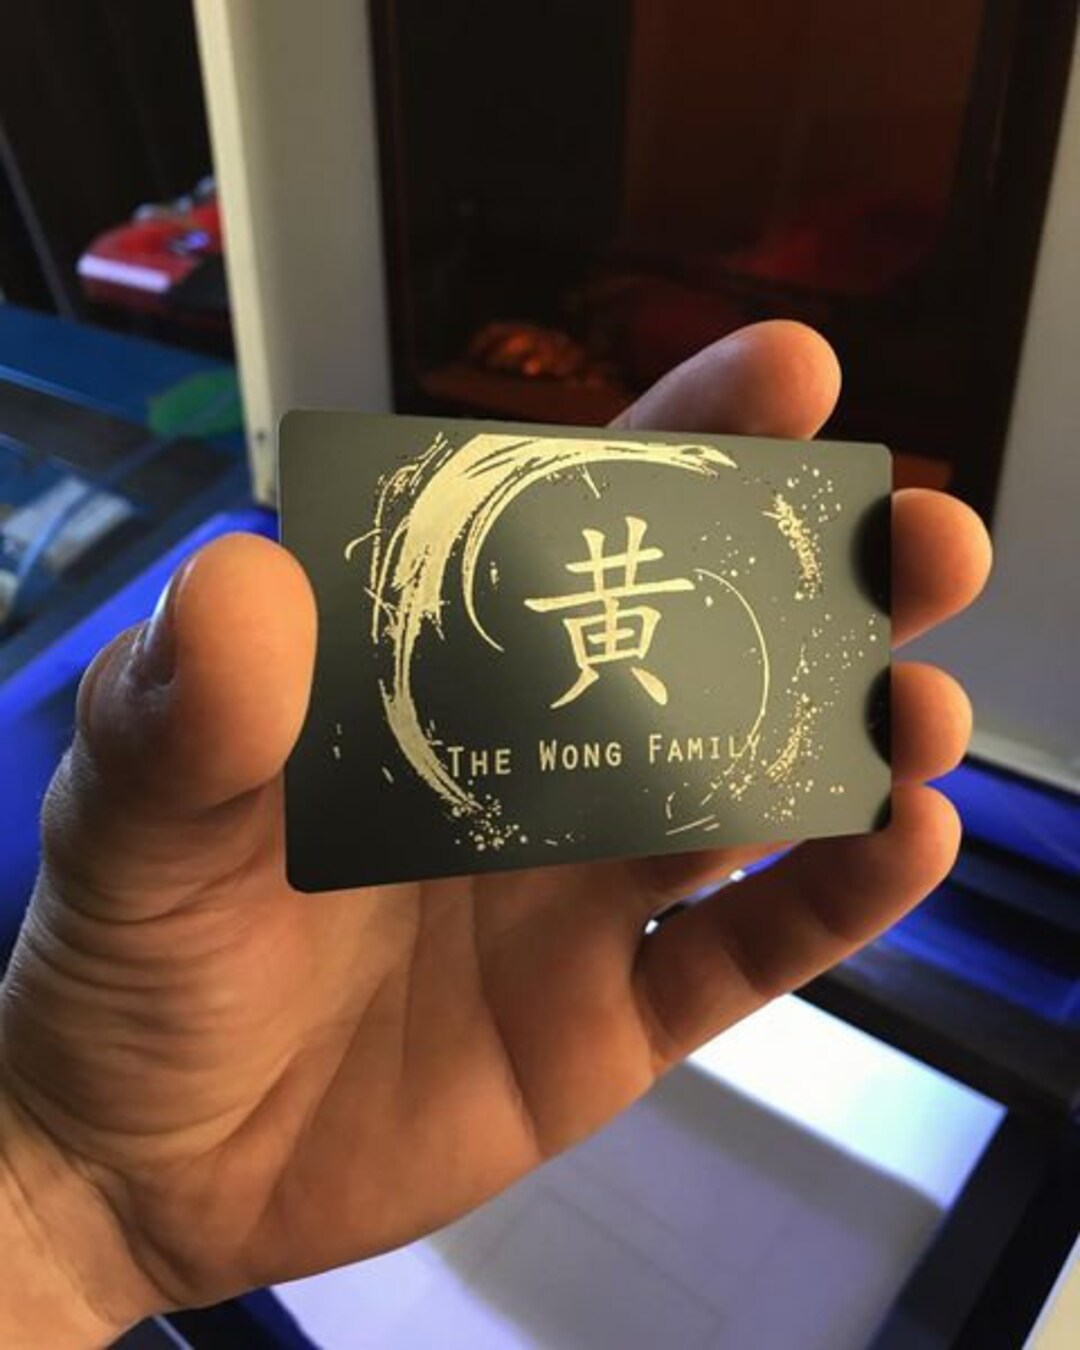 黄
The Wong Family